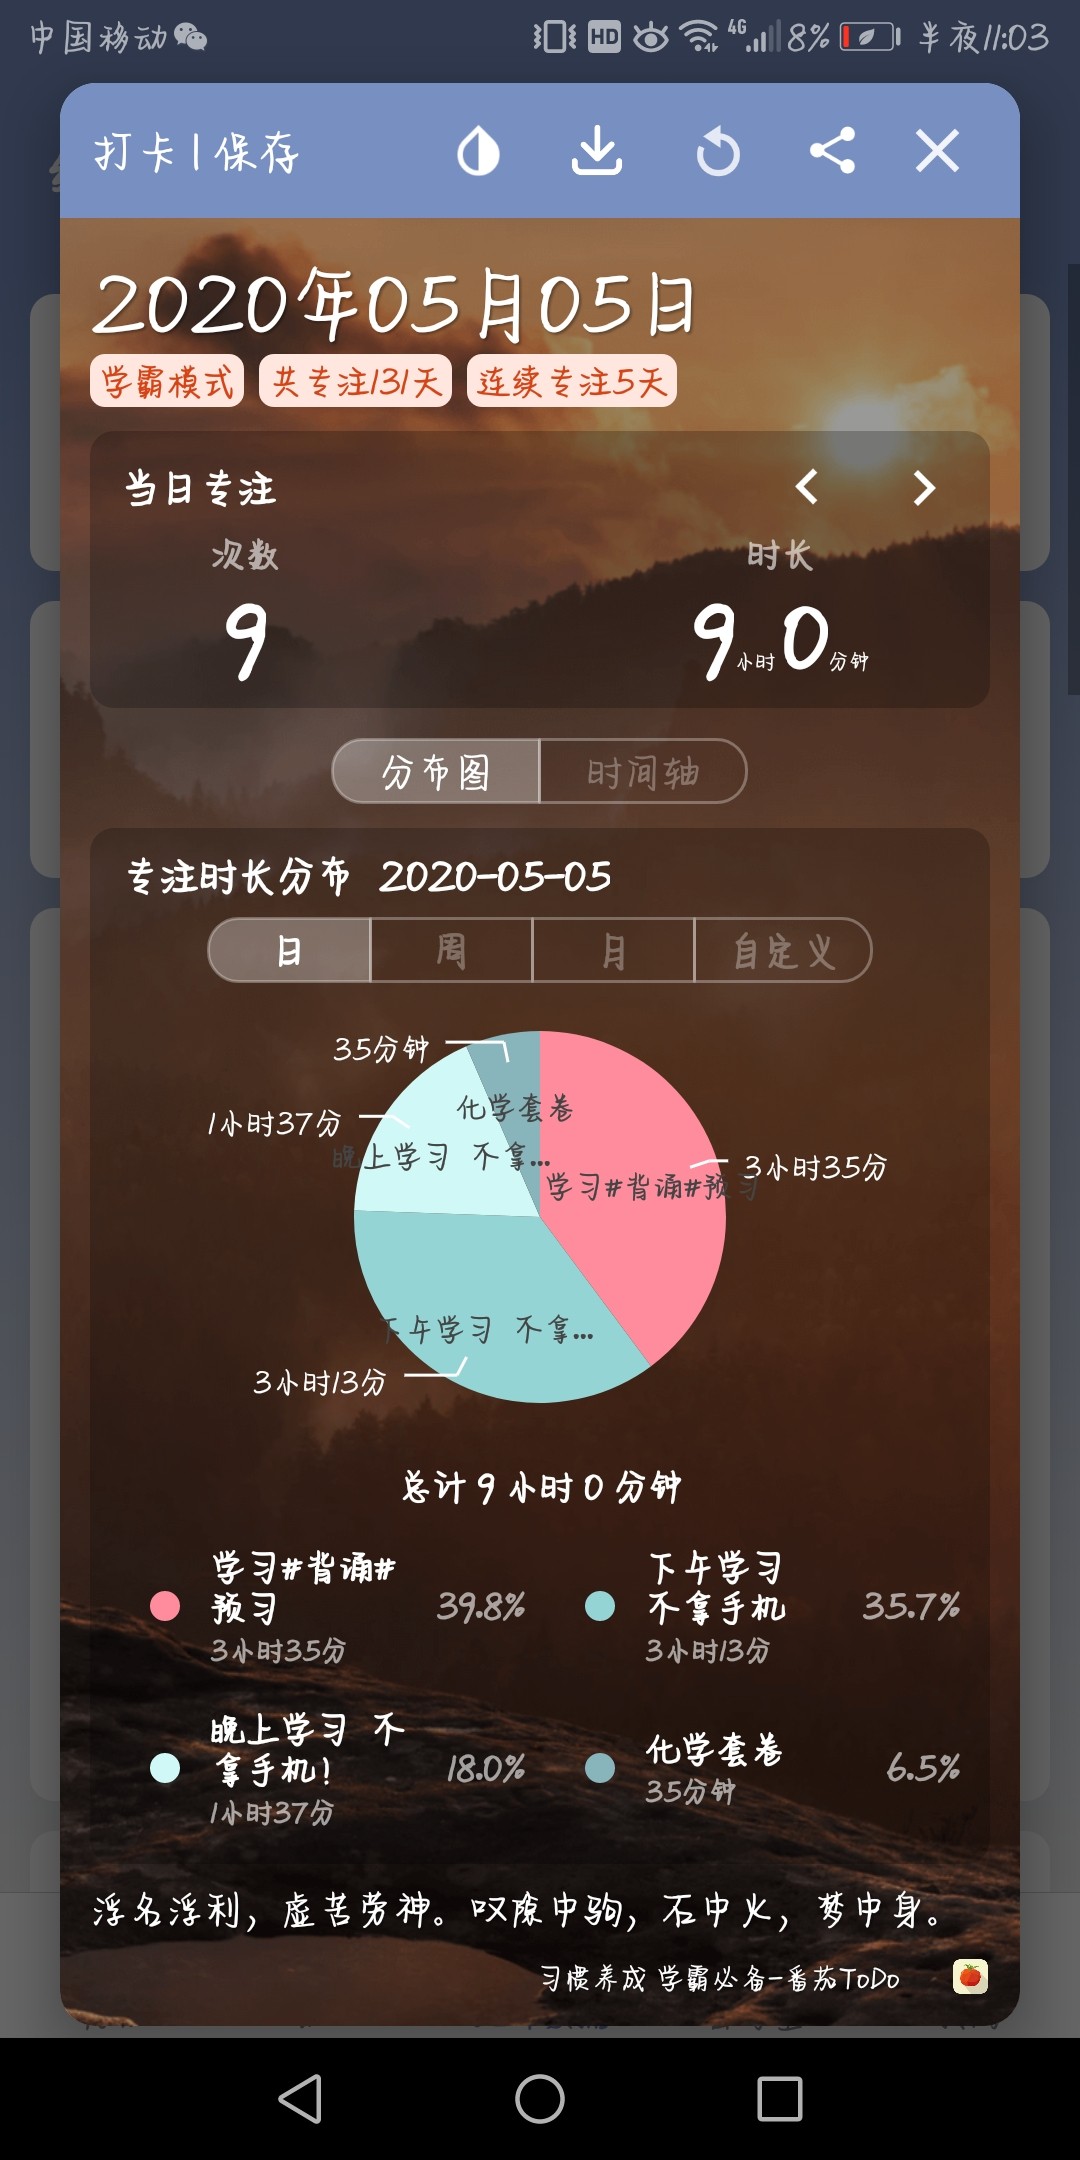 中国移动
HD 4G 8% 半夜11:03
打卡|保存
2020年05月05日
学霸模式 共专注131天 连续专注5天
当日专注
次数 时长
9 9小时0分钟
分布图 时间轴
专注时长分布 2020-05-05
日 周 月 自定义
35分钟
化学套卷
1小时37分
晚上学习 不拿...
3小时35分
学习#背诵#预习
下午学习 不拿...
3小时13分
总计9小时0分钟
学习#背诵#
预习
39.8%
3小时35分
下午学习
不拿手机
35.7%
3小时13分
晚上学习 不
拿手机!
18.0%
1小时37分
化学套卷
6.5%
35分钟
浮名浮利，虚苦劳神。叹隙中驹，石中火，梦中身。
习惯养成 学霸必备-番茄ToDo